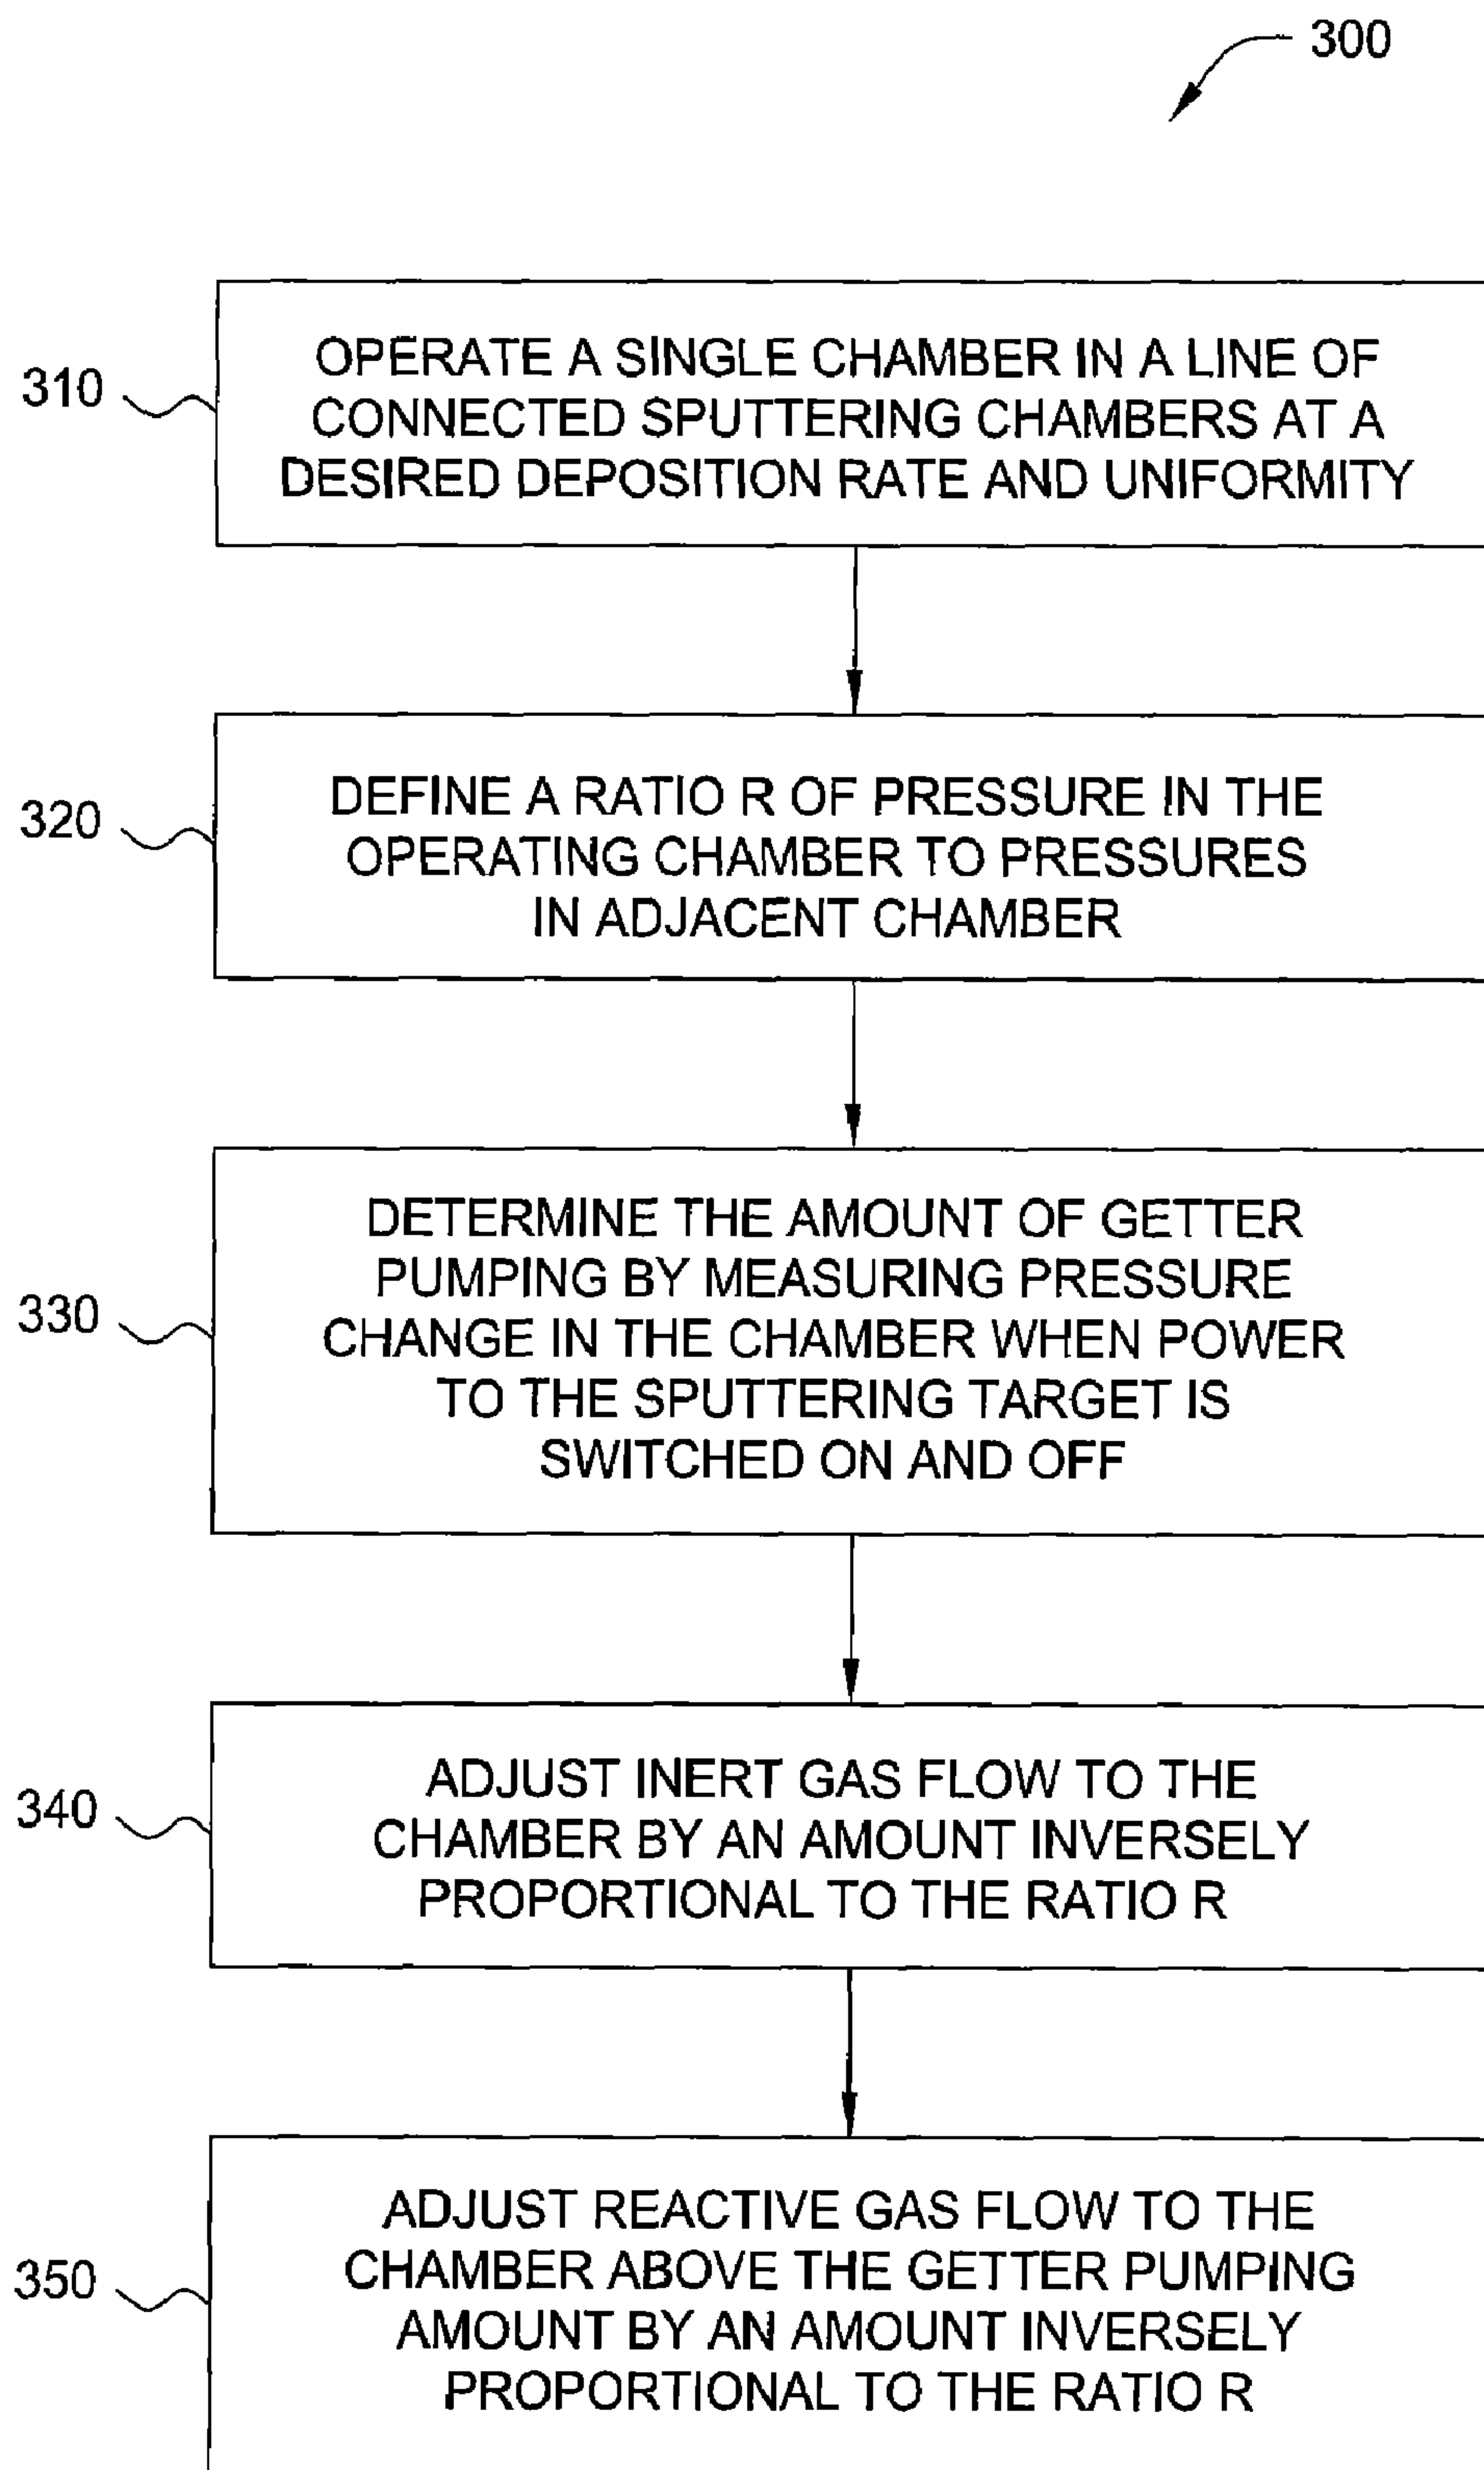 300
310
OPERATE A SINGLE CHAMBER IN A LINE OF
CONNECTED SPUTTERING CHAMBERS AT A
DESIRED DEPOSITION RATE AND UNIFORMITY
320
DEFINE A RATIO R OF PRESSURE IN THE
OPERATING CHAMBER TO PRESSURES
IN ADJACENT CHAMBER
330
DETERMINE THE AMOUNT OF GETTER
PUMPING BY MEASURING PRESSURE
CHANGE IN THE CHAMBER WHEN POWER
TO THE SPUTTERING TARGET IS
SWITCHED ON AND OFF
340
ADJUST INERT GAS FLOW TO THE
CHAMBER BY AN AMOUNT INVERSELY
PROPORTIONAL TO THE RATIO R
350
ADJUST REACTIVE GAS FLOW TO THE
CHAMBER ABOVE THE GETTER PUMPING
AMOUNT BY AN AMOUNT INVERSELY
PROPORTIONAL TO THE RATIO R